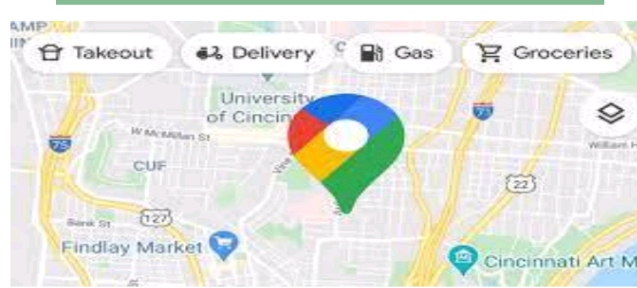 AMP
Takeout
Delivery
Gas
Groceries
University
of Cincin
71
W McMillan St
75
William H
CUF
Vine
22
127
Bank St
Findlay Market
Cincinnati Art M